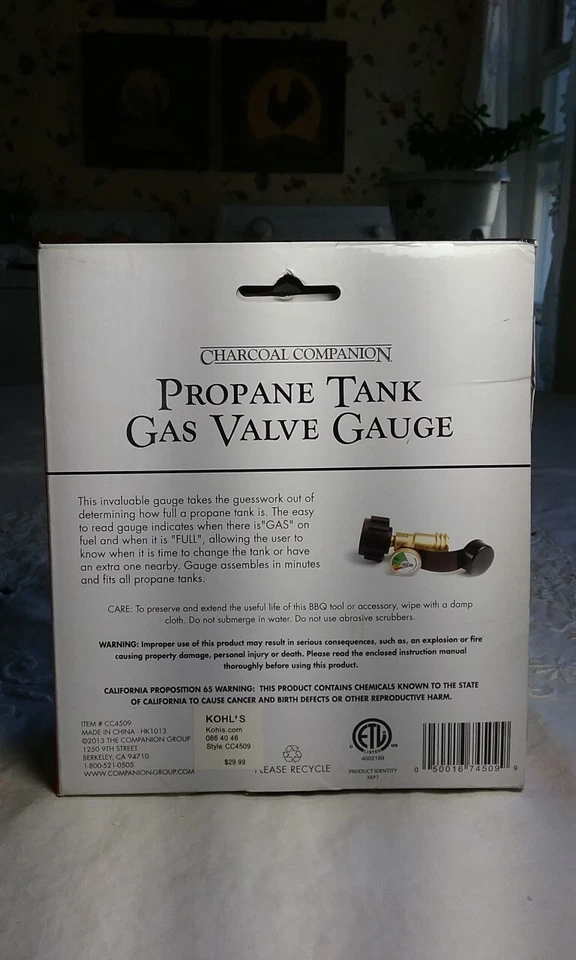 CHARCOAL COMPANION
PROPANE TANK
GAS VALVE GAUGE
This invaluable gauge takes the guesswork out of
determining how full a propane tank is. The easy
to read gauge indicates when there is"GAS" on
fuel and when it is "FULL", allowing the user to
know when it is time to change the tank or have
an extra one nearby. Gauge assembles in minutes
and fits all propane tanks.
CARE: To preserve and extend the useful life of this BBQ tool or accessory, wipe with a damp
cloth. Do not submerge in water. Do not use abrasive scrubbers.
WARNING: Improper use of this product may result in serious consequences, such as, an explosion or fire
causing property damage, personal injury or death. Please read the enclosed instruction manual
thoroughly before using this product.
CALIFORNIA PROPOSITION 65 WARNING: THIS PRODUCT CONTAINS CHEMICALS KNOWN TO THE STATE
OF CALIFORNIA TO CAUSE CANCER AND BIRTH DEFECTS OR OTHER REPRODUCTIVE HARM.
ITEM # CC4509
MADE IN CHINA · HK1013
©2013 THE COMPANION GROUP
1250 9TH STREET
BERKELEY, CA 94710
1-800-521-0505
WWW.COMPANION-GROUP.COM
KOHL'S
Kohls.com
066 40 46
Style CC4509
$29.99
LEASE RECYCLE
ETL
C US
4002188
PRODUCT IDENTITY
0 50016 74509 9